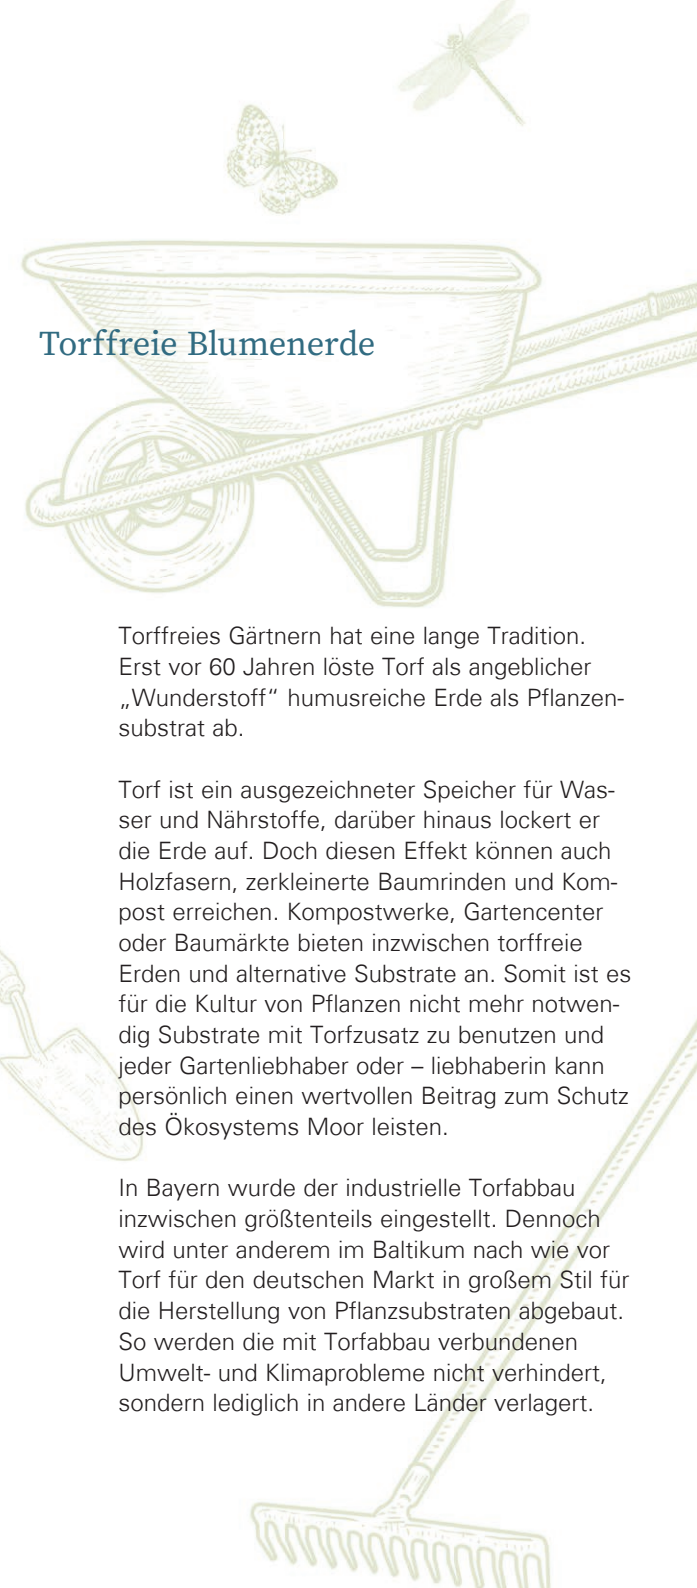 Torffreie Blumenerde
Torffreies Gärtnern hat eine lange Tradition.
Erst vor 60 Jahren löste Torf als angeblicher
„Wunderstoff“ humusreiche Erde als Pflanzen-
substrat ab.
Torf ist ein ausgezeichneter Speicher für Was-
ser und Nährstoffe, darüber hinaus lockert er
die Erde auf. Doch diesen Effekt können auch
Holzfasern, zerkleinerte Baumrinden und Kom-
post erreichen. Kompostwerke, Gartencenter
oder Baumärkte bieten inzwischen torffreie
Erden und alternative Substrate an. Somit ist es
für die Kultur von Pflanzen nicht mehr notwen-
dig Substrate mit Torfzusatz zu benutzen und
jeder Gartenliebhaber oder – liebhaberin kann
persönlich einen wertvollen Beitrag zum Schutz
des Ökosystems Moor leisten.
In Bayern wurde der industrielle Torfabbau
inzwischen größtenteils eingestellt. Dennoch
wird unter anderem im Baltikum nach wie vor
Torf für den deutschen Markt in großem Stil für
die Herstellung von Pflanzsubstraten abgebaut.
So werden die mit Torfabbau verbundenen
Umwelt- und Klimaprobleme nicht verhindert,
sondern lediglich in andere Länder verlagert.